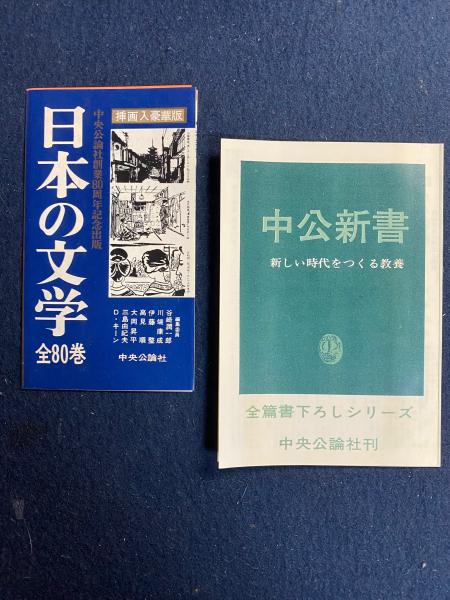 挿画入豪華版
中央公論社創業80周年記念出版
日本の文学
全80巻
編集委員
谷崎潤一郎
川端康成
伊藤整
高見順
大岡昇平
三島由紀夫
D・キーン
中央公論社
中公新書
新しい時代をつくる教養
全篇書下ろしシリーズ
中央公論社刊